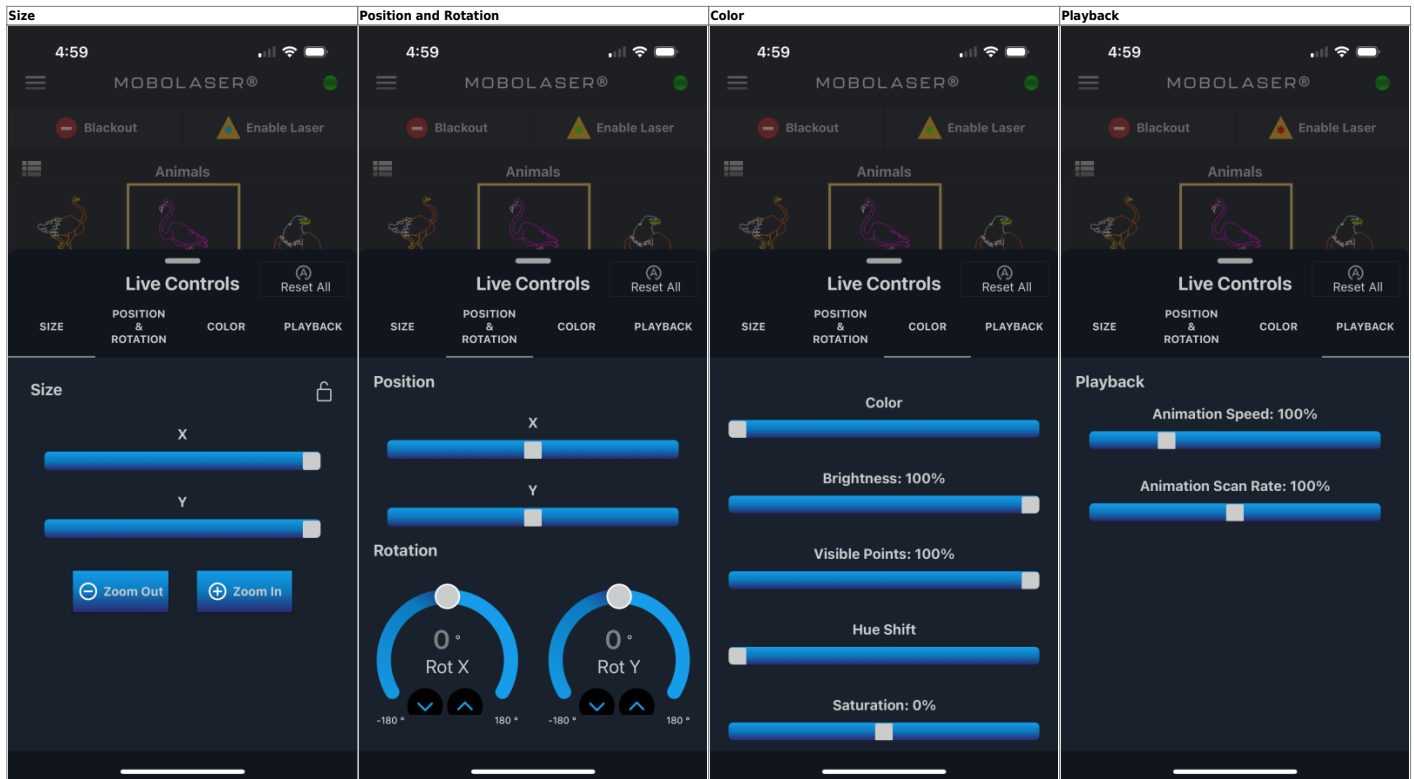 Size
Position and Rotation
Color
Playback
4:59
MOBOLASER®
Blackout
Enable Laser
Animals
Live Controls
A
Reset All
SIZE
POSITION
&
ROTATION
COLOR
PLAYBACK
Size
X
Y
Zoom Out
Zoom In
4:59
MOBOLASER®
Blackout
Enable Laser
Animals
Live Controls
A
Reset All
SIZE
POSITION
&
ROTATION
COLOR
PLAYBACK
Position
X
Y
Rotation
0 °
Rot X
-180 °
180 °
0 °
Rot Y
-180 °
180 °
4:59
MOBOLASER®
Blackout
Enable Laser
Animals
Live Controls
A
Reset All
SIZE
POSITION
&
ROTATION
COLOR
PLAYBACK
Color
Brightness: 100%
Visible Points: 100%
Hue Shift
Saturation: 0%
4:59
MOBOLASER®
Blackout
Enable Laser
Animals
Live Controls
A
Reset All
SIZE
POSITION
&
ROTATION
COLOR
PLAYBACK
Playback
Animation Speed: 100%
Animation Scan Rate: 100%